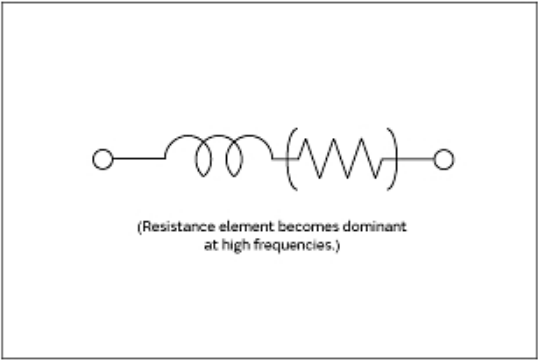 (Resistance element becomes dominant
at high frequencies.)